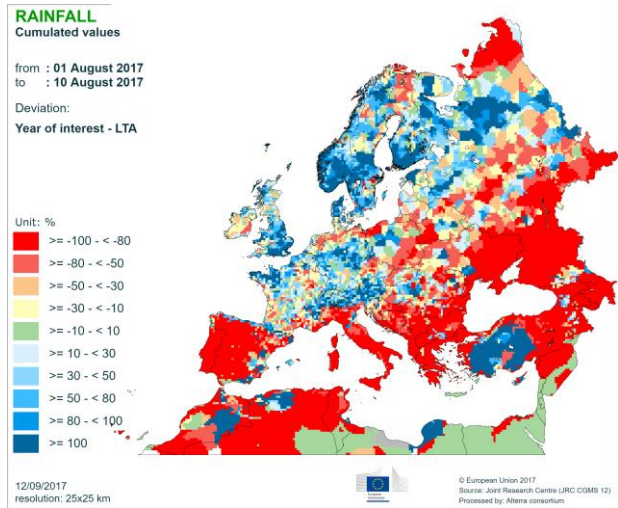 RAINFALL
Cumulated values
from : 01 August 2017
to : 10 August 2017
Deviation:
Year of interest - LTA
Unit: %
>= -100 - < -80
>= -80 - < -50
>= -50 - < -30
>= -30 - < -10
>= -10 - < 10
>= 10 - < 30
>= 30 - < 50
>= 50 - < 80
>= 80 - < 100
>= 100
12/09/2017
resolution: 25x25 km
European
Commission
© European Union 2017
Source: Joint Research Centre (JRC CGMS 12)
Processed by: Alterra consortium